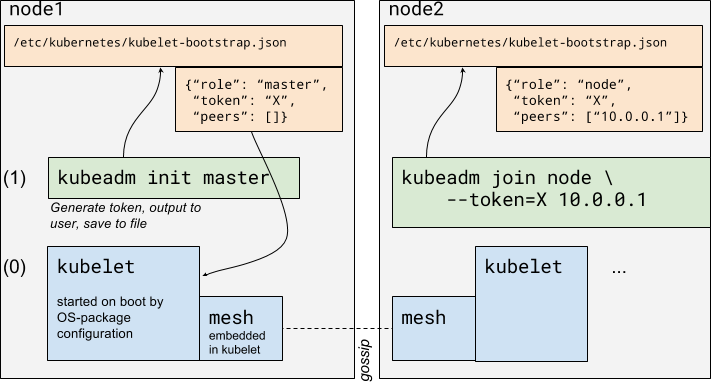 node1
/etc/kubernetes/kubelet-bootstrap.json
{“role”: “master”,
“token”: “X”,
“peers”: []}
(1)
kubeadm init master
Generate token, output to
user, save to file
(0)
kubelet
started on boot by
OS-package
configuration
mesh
embedded
in kubelet
gossip
node2
/etc/kubernetes/kubelet-bootstrap.json
{“role”: “node”,
“token”: “X”,
“peers”: [“10.0.0.1”]}
kubeadm join node \
--token=X 10.0.0.1
kubelet
...
mesh